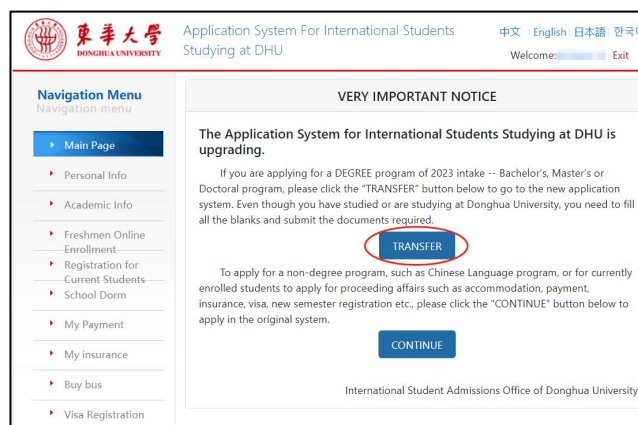 東華大學
DONGHUA UNIVERSITY
Application System For International Students
Studying at DHU
中文 English 日本語 한국어
Welcome: Exit
Navigation Menu
Navigation menu
Main Page
Personal Info
Academic Info
Freshmen Online
Enrollment
Registration for
Current Students
School Dorm
My Payment
My insurance
Buy bus
Visa Registration
VERY IMPORTANT NOTICE
The Application System for International Students Studying at DHU is
upgrading.
If you are applying for a DEGREE program of 2023 intake -- Bachelor's, Master's or
Doctoral program, please click the "TRANSFER" button below to go to the new application
system. Even though you have studied or are studying at Donghua University, you need to fill
all the blanks and submit the documents required.
TRANSFER
To apply for a non-degree program, such as Chinese Language program, or for currently
enrolled students to apply for proceeding affairs such as accommodation, payment,
insurance, visa, new semester registration etc., please click the "CONTINUE" button below to
apply in the original system.
CONTINUE
International Student Admissions Office of Donghua University